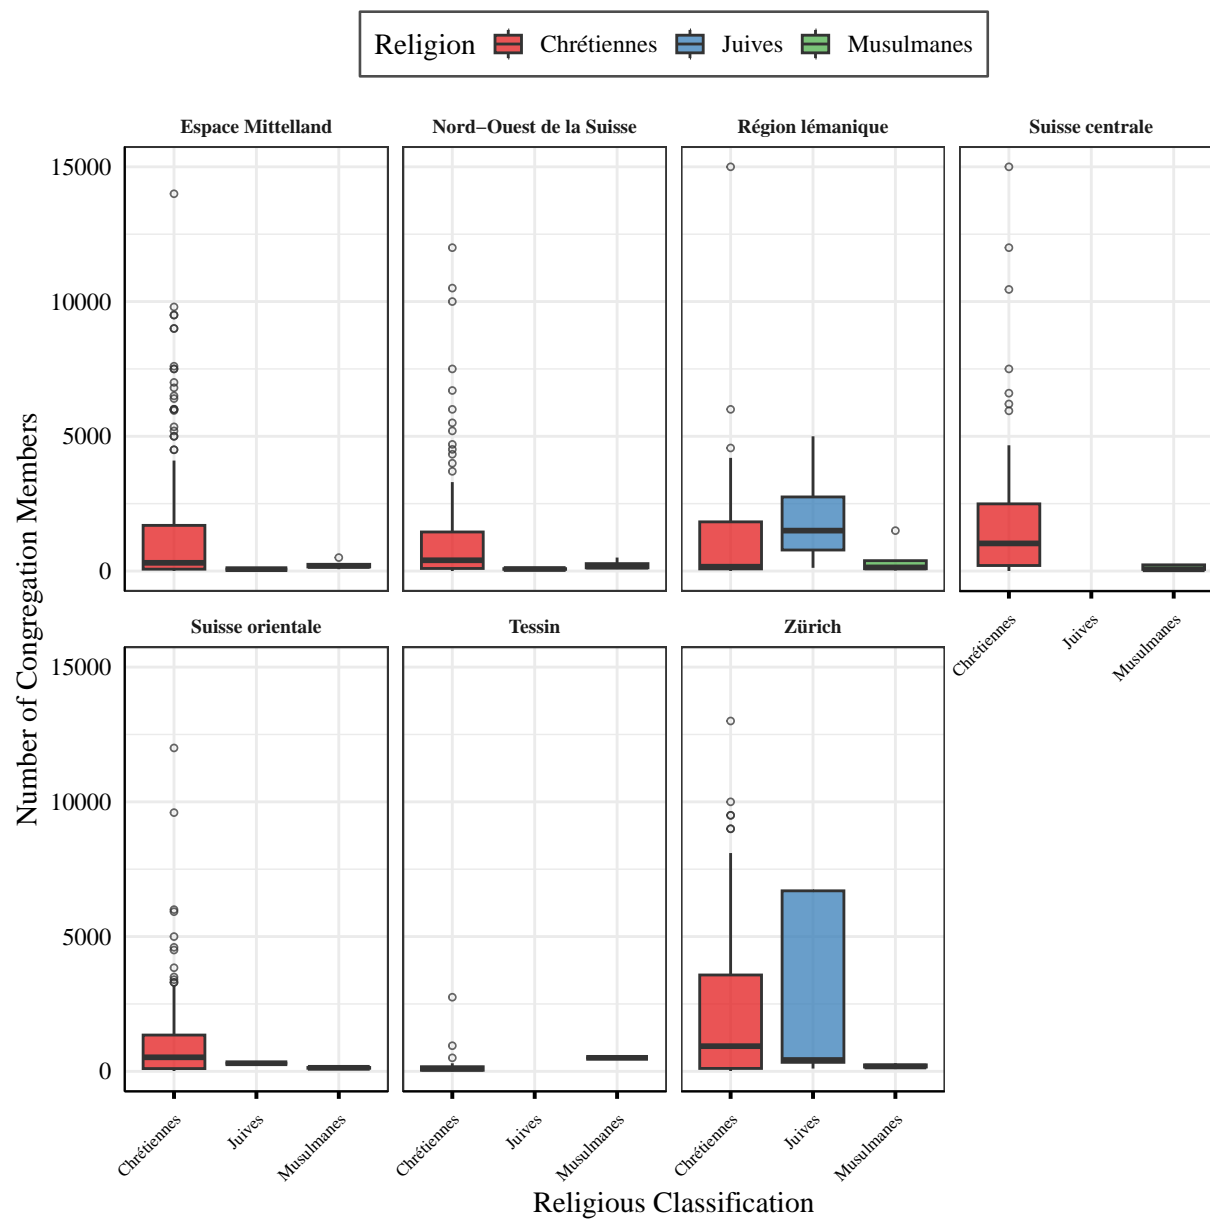 Religion Chrétiennes Juives Musulmanes
Espace Mittelland
Nord−Ouest de la Suisse
Région lémanique
Suisse centrale
15000
10000
5000
0
Chrétiennes
Juives
Musulmanes
Suisse orientale
Tessin
Zürich
15000
10000
5000
0
Chrétiennes
Juives
Musulmanes
Chrétiennes
Juives
Musulmanes
Chrétiennes
Juives
Musulmanes
Number of Congregation Members
Religious Classification